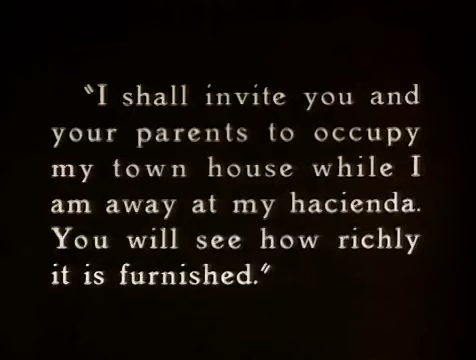 "I shall invite you and
your parents to occupy
my town house while I
am away at my hacienda.
You will see how richly
it is furnished."